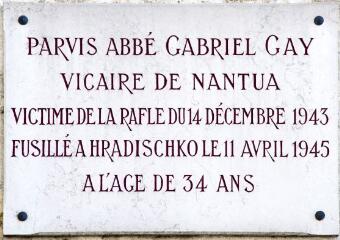 PARVIS ABBÉ GABRIEL GAY
VICAIRE DE NANTUA
VICTIME DE LA RAFLE DU 14 DÉCEMBRE 1943
FUSILLÉ A HRADISCHKO LE 11 AVRIL 1945
A L'AGE DE 34 ANS